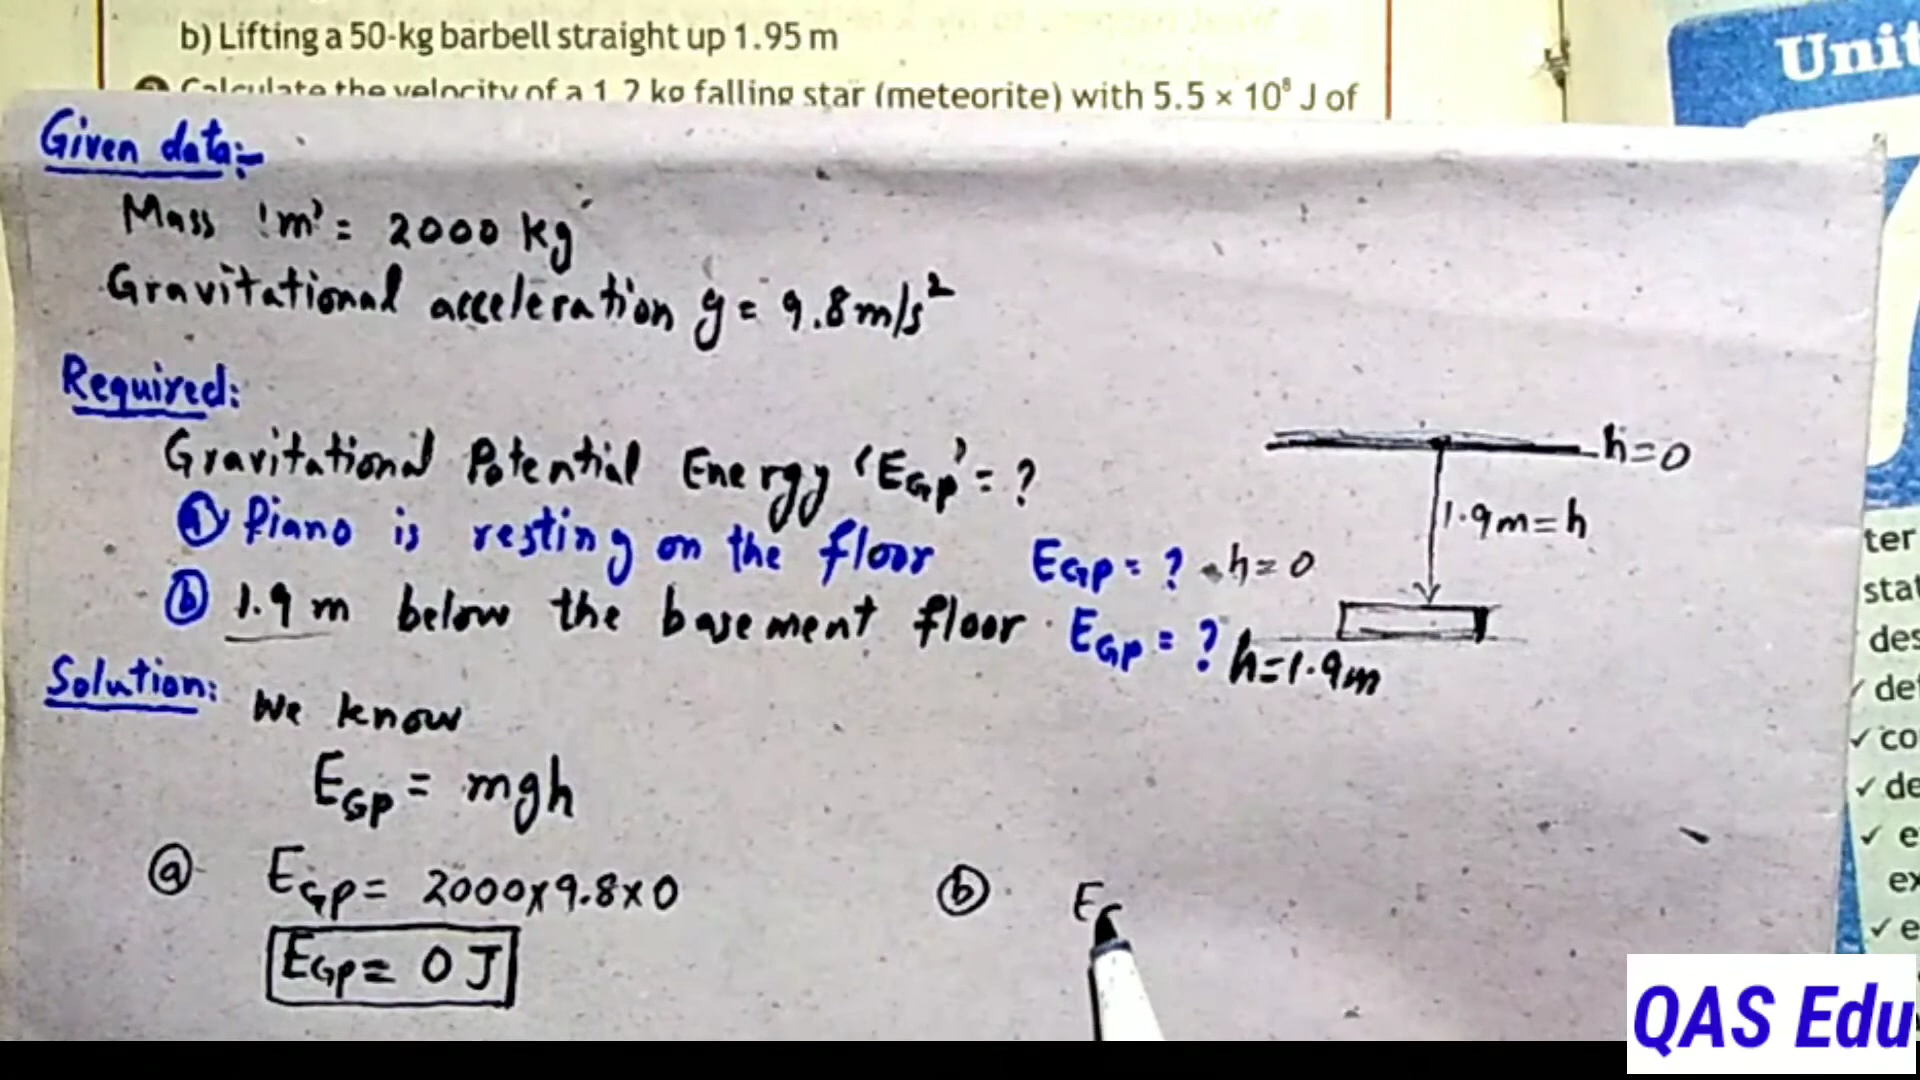 b) Lifting a 50-kg barbell straight up 1.95 m
Calculate the velocity of a 1.2 kg falling star (meteorite) with 5.5 × 10⁸ J of
Unit
Given data:-
Mass 'm' = 2000 kg
Gravitational acceleration g = 9.8 m/s²
Required:
Gravitational Potential Energy 'EGP' = ?
h=0
1.9m=h
ⓐ Piano is resting on the floor EGP = ? h=0
ⓑ 1.9 m below the basement floor. EGP = ? h=1.9m
Solution: We know
EGP = mgh
ⓐ EGP = 2000×9.8×0
EGP = 0 J
ⓑ E
ter
stat
des
✓ det
✓ co
✓ de
✓ e
ex
✓ e
QAS Edu